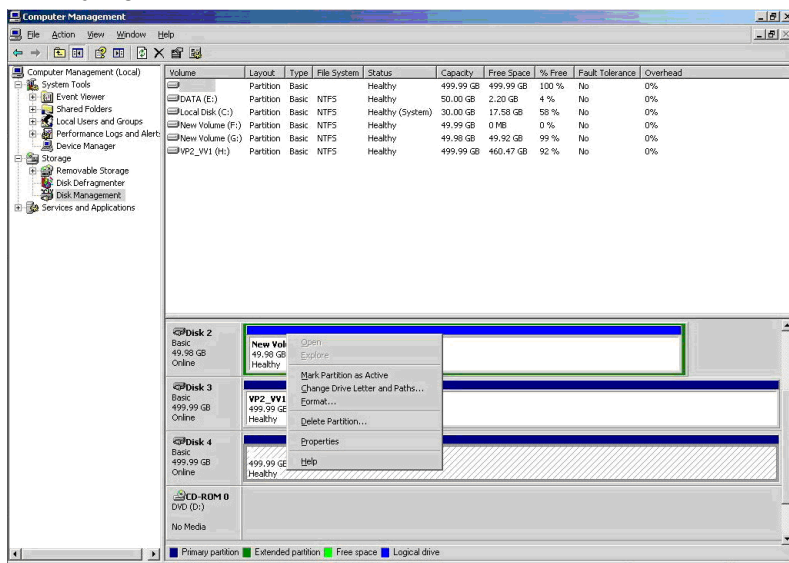 Computer Management
File Action View Window Help
Computer Management (Local)
System Tools
Event Viewer
Shared Folders
Local Users and Groups
Performance Logs and Alerts
Device Manager
Storage
Removable Storage
Disk Defragmenter
Disk Management
Services and Applications
Volume Layout Type File System Status Capacity Free Space % Free Fault Tolerance Overhead
Partition Basic Healthy 499.99 GB 499.99 GB 100 % No 0%
DATA (E:) Partition Basic NTFS Healthy 50.00 GB 2.20 GB 4 % No 0%
Local Disk (C:) Partition Basic NTFS Healthy (System) 30.00 GB 17.58 GB 58 % No 0%
New Volume (F:) Partition Basic NTFS Healthy 49.99 GB 0 MB 0 % No 0%
New Volume (G:) Partition Basic NTFS Healthy 49.98 GB 49.92 GB 99 % No 0%
VP2_VV1 (H:) Partition Basic NTFS Healthy 499.99 GB 460.47 GB 92 % No 0%
Disk 2
Basic
49.98 GB
Online
New Vol
49.98 GB
Healthy
Disk 3
Basic
499.99 GB
Online
VP2_VV1
499.99 GB
Healthy
Disk 4
Basic
499.99 GB
Online
499.99 GB
Healthy
CD-ROM 0
DVD (D:)
No Media
Open
Explore
Mark Partition as Active
Change Drive Letter and Paths...
Format...
Delete Partition...
Properties
Help
Primary partition Extended partition Free space Logical drive